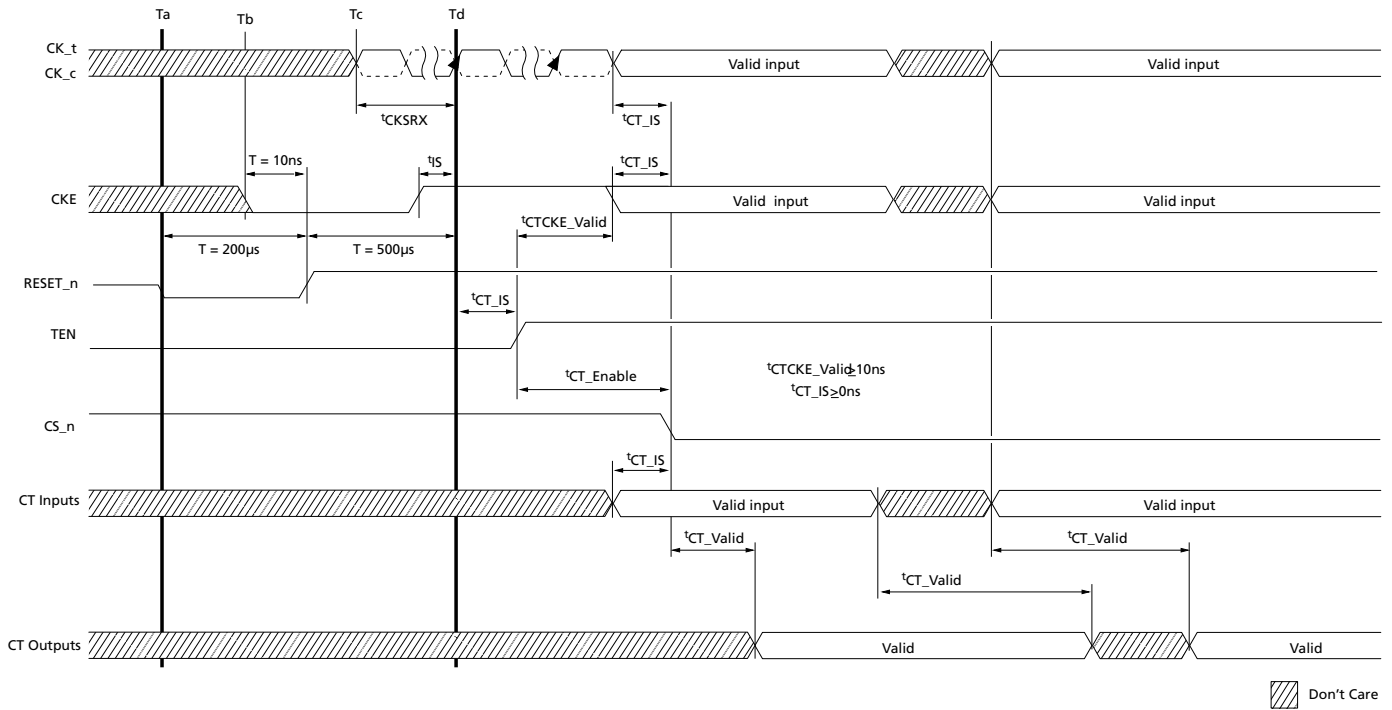 Ta Tb Tc Td
CK_t
CK_c
Valid input Valid input
tCKSRX
tCT_IS
T = 10ns
tIS
tCT_IS
CKE
Valid input Valid input
tCTCKE_Valid
T = 200µs T = 500µs
RESET_n
tCT_IS
TEN
tCT_Enable
tCTCKE_Valid≥10ns
tCT_IS≥0ns
CS_n
tCT_IS
CT Inputs
Valid input Valid input
tCT_Valid
tCT_Valid
tCT_Valid
CT Outputs
Valid Valid
Don't Care